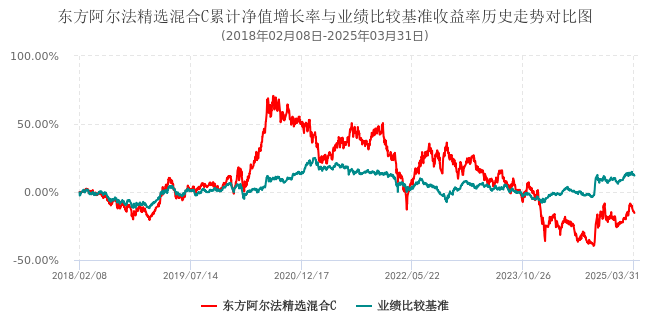 东方阿尔法精选混合C累计净值增长率与业绩比较基准收益率历史走势对比图
(2018年02月08日-2025年03月31日)
100.00%
50.00%
0.00%
-50.00%
2018/02/08 2019/07/14 2020/12/17 2022/05/22 2023/10/26 2025/03/31
东方阿尔法精选混合C 业绩比较基准